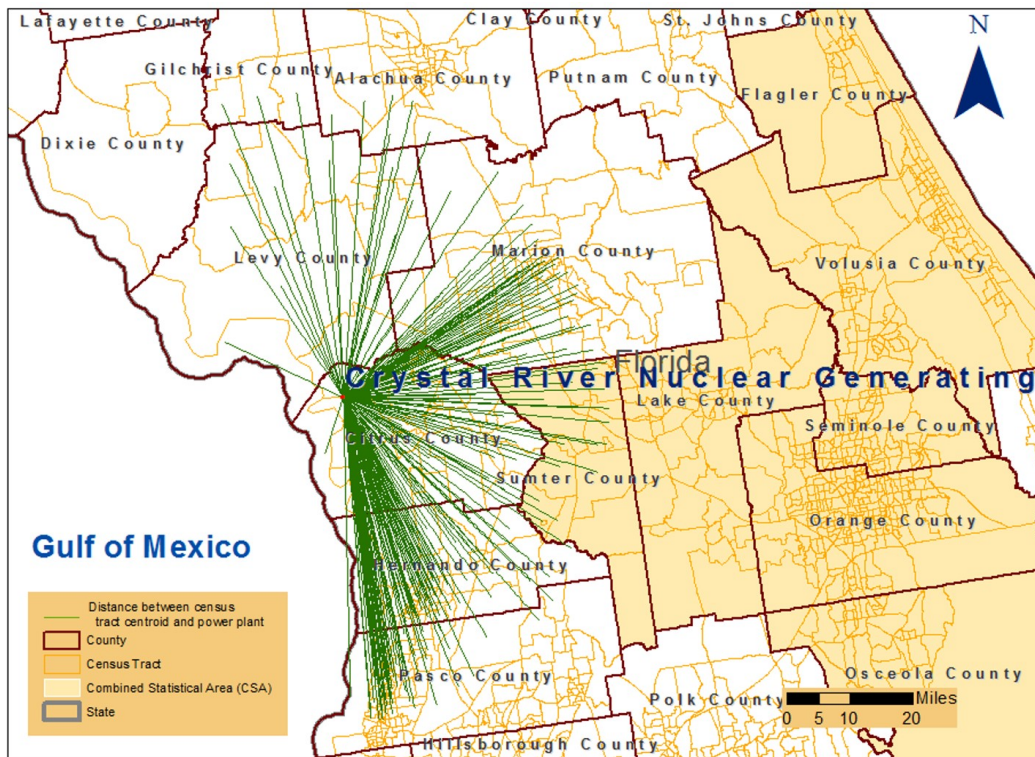 Lafayette County
Clay County
St. Johns County
N
Gilchrist County
Alachua County
Putnam County
Flagler County
Dixie County
Levy County
Marion County
Volusia County
Florida
Crystal River Nuclear Generating
Lake County
Citrus County
Seminole County
Sumter County
Orange County
Gulf of Mexico
Hernando County
Distance between census
tract centroid and power plant
County
Census Tract
Combined Statistical Area (CSA)
State
Pasco County
Osceola County
Polk County
Miles
0 5 10 20
Hillsborough County